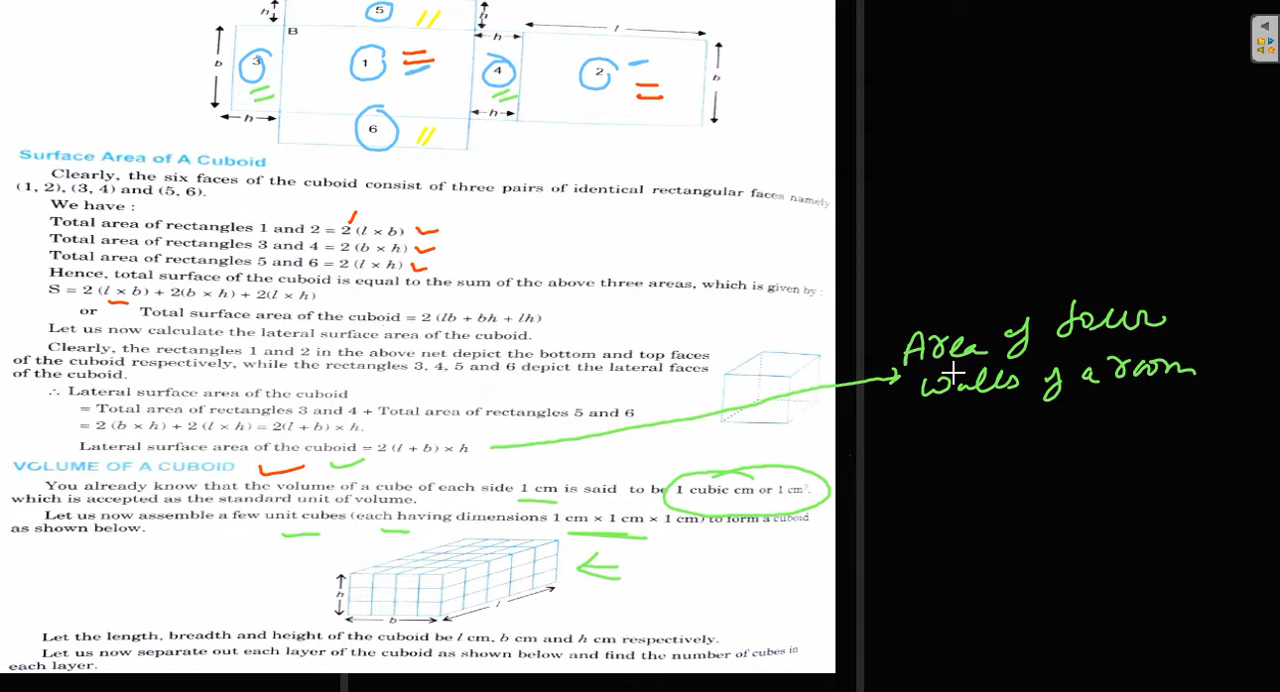 h 5 h
B h l
b 3 1 4 2 b
h 6 h
Surface Area of A Cuboid
Clearly, the six faces of the cuboid consist of three pairs of identical rectangular faces namely
(1, 2), (3, 4) and (5, 6).
We have :
Total area of rectangles 1 and 2 = 2 (l × b)
Total area of rectangles 3 and 4 = 2 (b × h)
Total area of rectangles 5 and 6 = 2 (l × h)
Hence, total surface of the cuboid is equal to the sum of the above three areas, which is given by :
S = 2 (l × b) + 2(b × h) + 2(l × h)
or Total surface area of the cuboid = 2 (lb + bh + lh)
Let us now calculate the lateral surface area of the cuboid.
Clearly, the rectangles 1 and 2 in the above net depict the bottom and top faces
of the cuboid respectively, while the rectangles 3, 4, 5 and 6 depict the lateral faces
of the cuboid.
∴ Lateral surface area of the cuboid
= Total area of rectangles 3 and 4 + Total area of rectangles 5 and 6
= 2 (b × h) + 2 (l × h) = 2(l + b) × h.
Lateral surface area of the cuboid = 2 (l + b) × h
Area of four
walls of a room
VOLUME OF A CUBOID
You already know that the volume of a cube of each side 1 cm is said to be 1 cubic cm or 1 cm³.
which is accepted as the standard unit of volume.
Let us now assemble a few unit cubes (each having dimensions 1 cm × 1 cm × 1 cm) to form a cuboid
as shown below.
h
b l
Let the length, breadth and height of the cuboid be l cm, b cm and h cm respectively.
Let us now separate out each layer of the cuboid as shown below and find the number of cubes in
each layer.